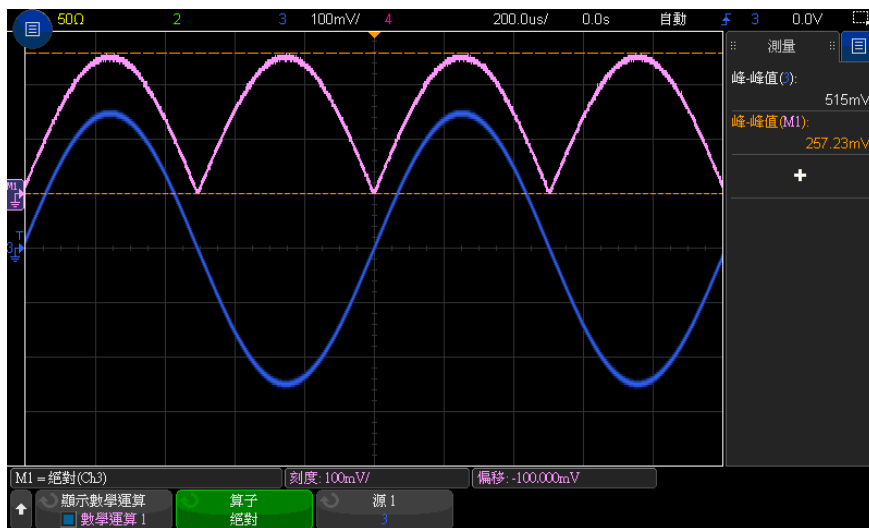 50Ω 2 3 100mV/ 4 200.0us/ 0.0s 自動 3 0.0V
測量
峰-峰值(3):
515mV
峰-峰值(M1):
257.23mV
+
M1
T
3
M1 = 絕對(Ch3) 刻度: 100mV/ 偏移: -100.000mV
顯示數學運算 算子 源 1
數學運算 1 絕對 3